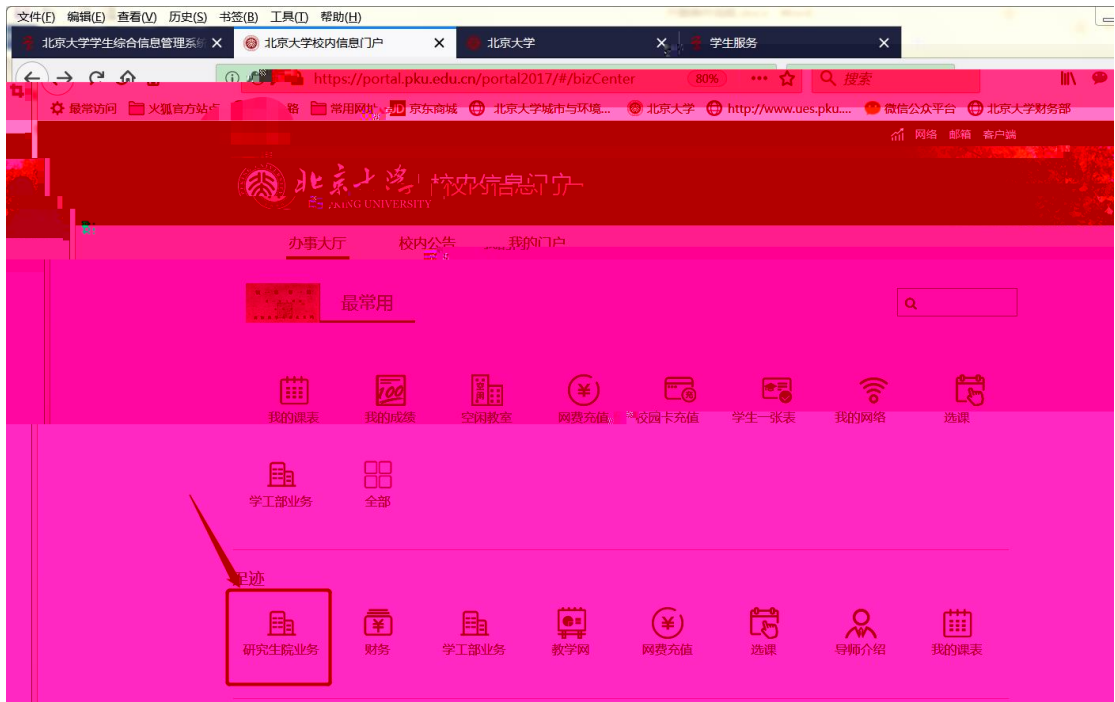 文件(F) 编辑(E) 查看(V) 历史(S) 书签(B) 工具(T) 帮助(H)
北京大学学生综合信息管理系统 北京大学校内信息门户 北京大学 学生服务
https://portal.pku.edu.cn/portal2017/#/bizCenter 80% 搜索
最常访问 火狐官方站点 常用网址 JD 京东商城 北京大学城市与环境... 北京大学 http://www.ues.pku.... 微信公众平台 北京大学财务部
网络 邮箱 客户端
北京大学 校内信息门户
PEKING UNIVERSITY
办事大厅 校内公告 我的门户
最常用
我的课表 我的成绩 空闲教室 网费充值 校园卡充值 学生一张表 我的网络 选课
学工部业务 全部
足迹
研究生院业务 财务 学工部业务 教学网 网费充值 选课 导师介绍 我的课表